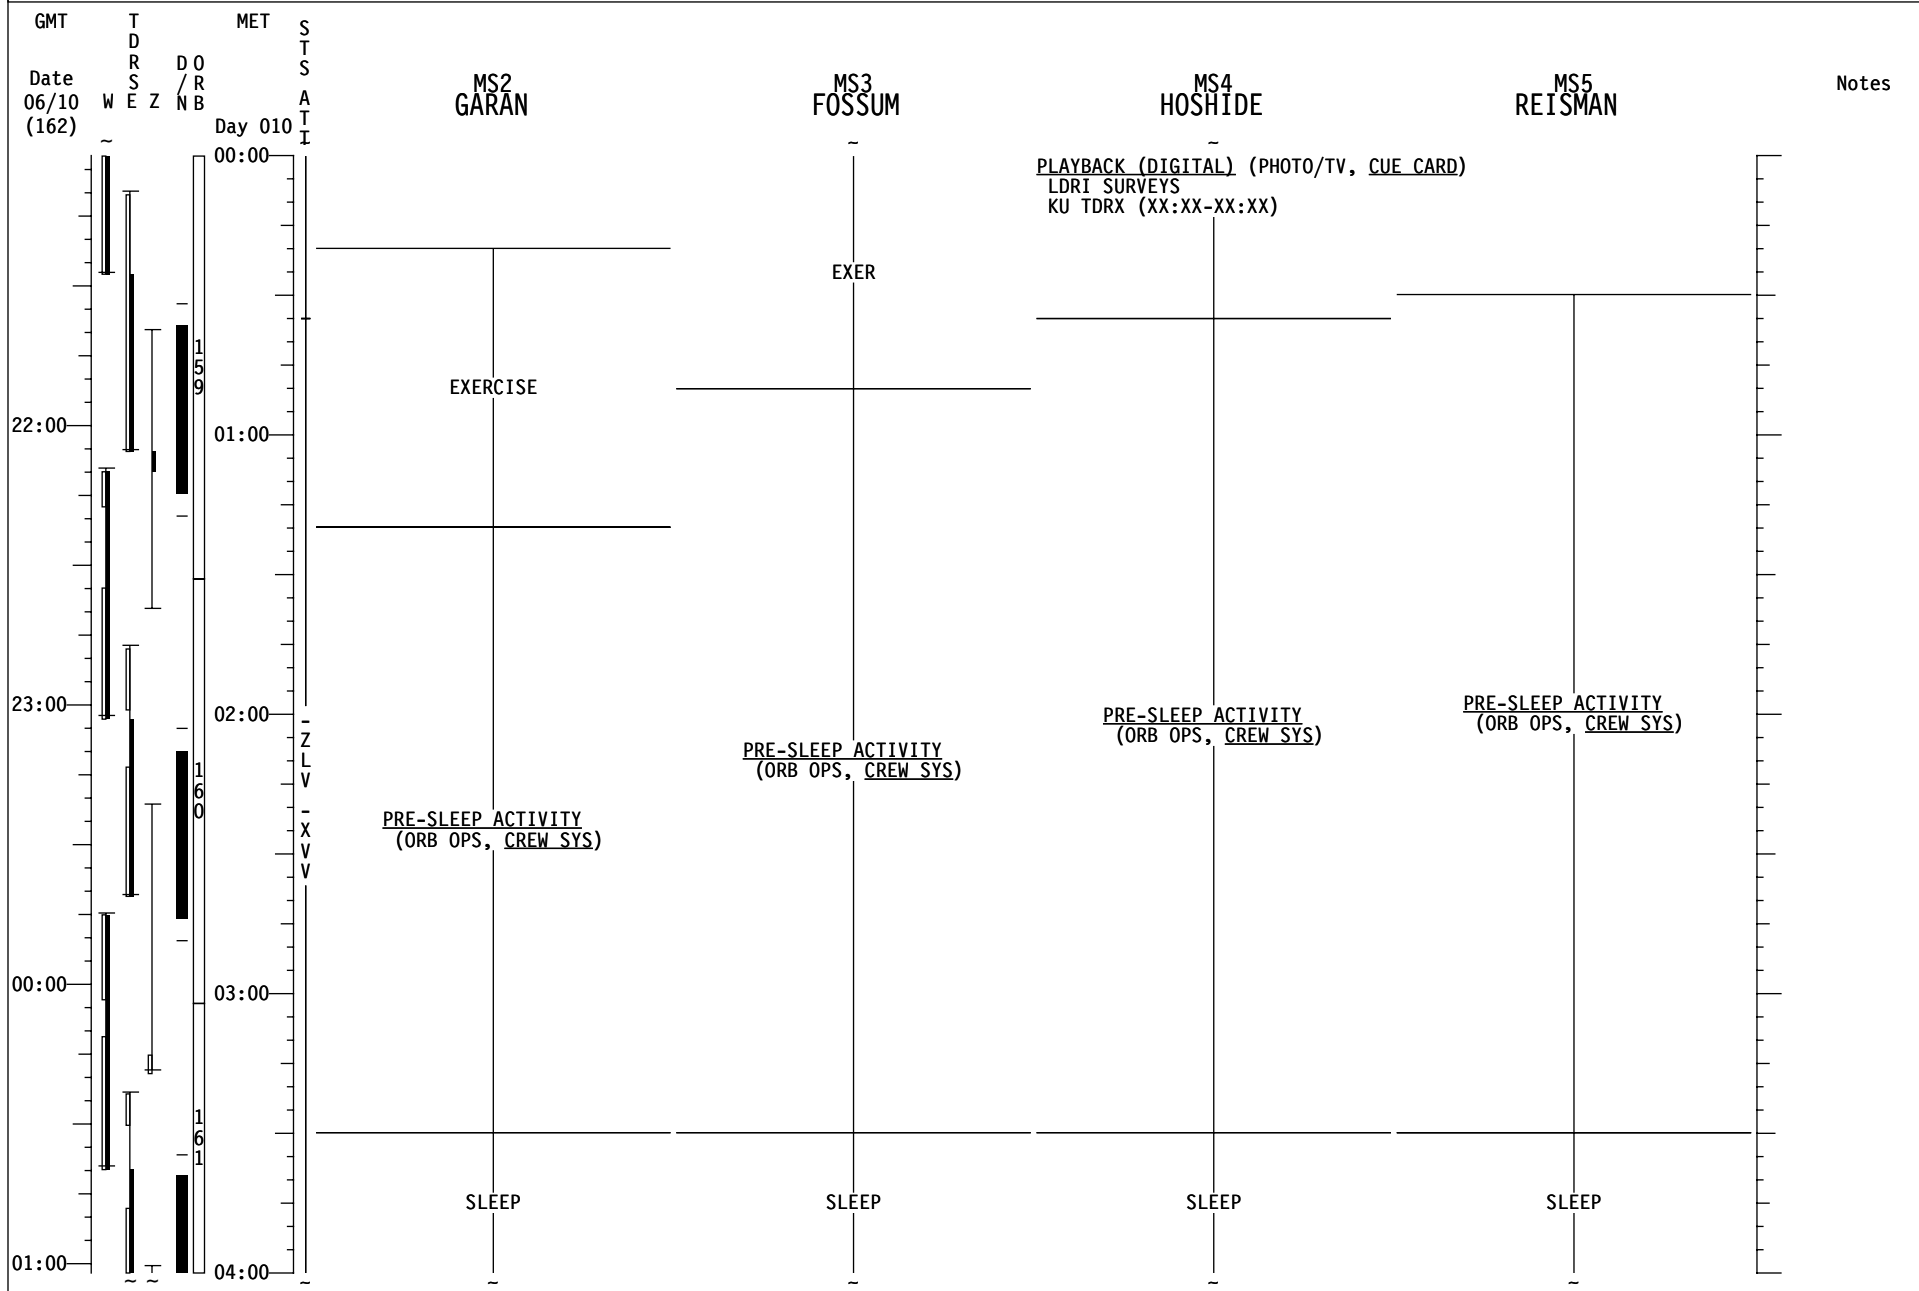 GMT
TDRSE
MET
STS ATT
D/N
ORB
Date
06/10
(162)
W E Z
Day 010
MS2
GARAN
MS3
FOSSUM
MS4
HOSHIDE
MS5
REISMAN
Notes
~
~
~
~
00:00
PLAYBACK (DIGITAL) (PHOTO/TV, CUE CARD)
LDRI SURVEYS
KU TDRX (XX:XX-XX:XX)
EXER
159
EXERCISE
22:00
01:00
23:00
02:00
-ZLV -XVV
PRE-SLEEP ACTIVITY
(ORB OPS, CREW SYS)
PRE-SLEEP ACTIVITY
(ORB OPS, CREW SYS)
PRE-SLEEP ACTIVITY
(ORB OPS, CREW SYS)
PRE-SLEEP ACTIVITY
(ORB OPS, CREW SYS)
160
00:00
03:00
161
SLEEP
SLEEP
SLEEP
SLEEP
01:00
04:00
~ ~ ~ ~ ~ ~ ~